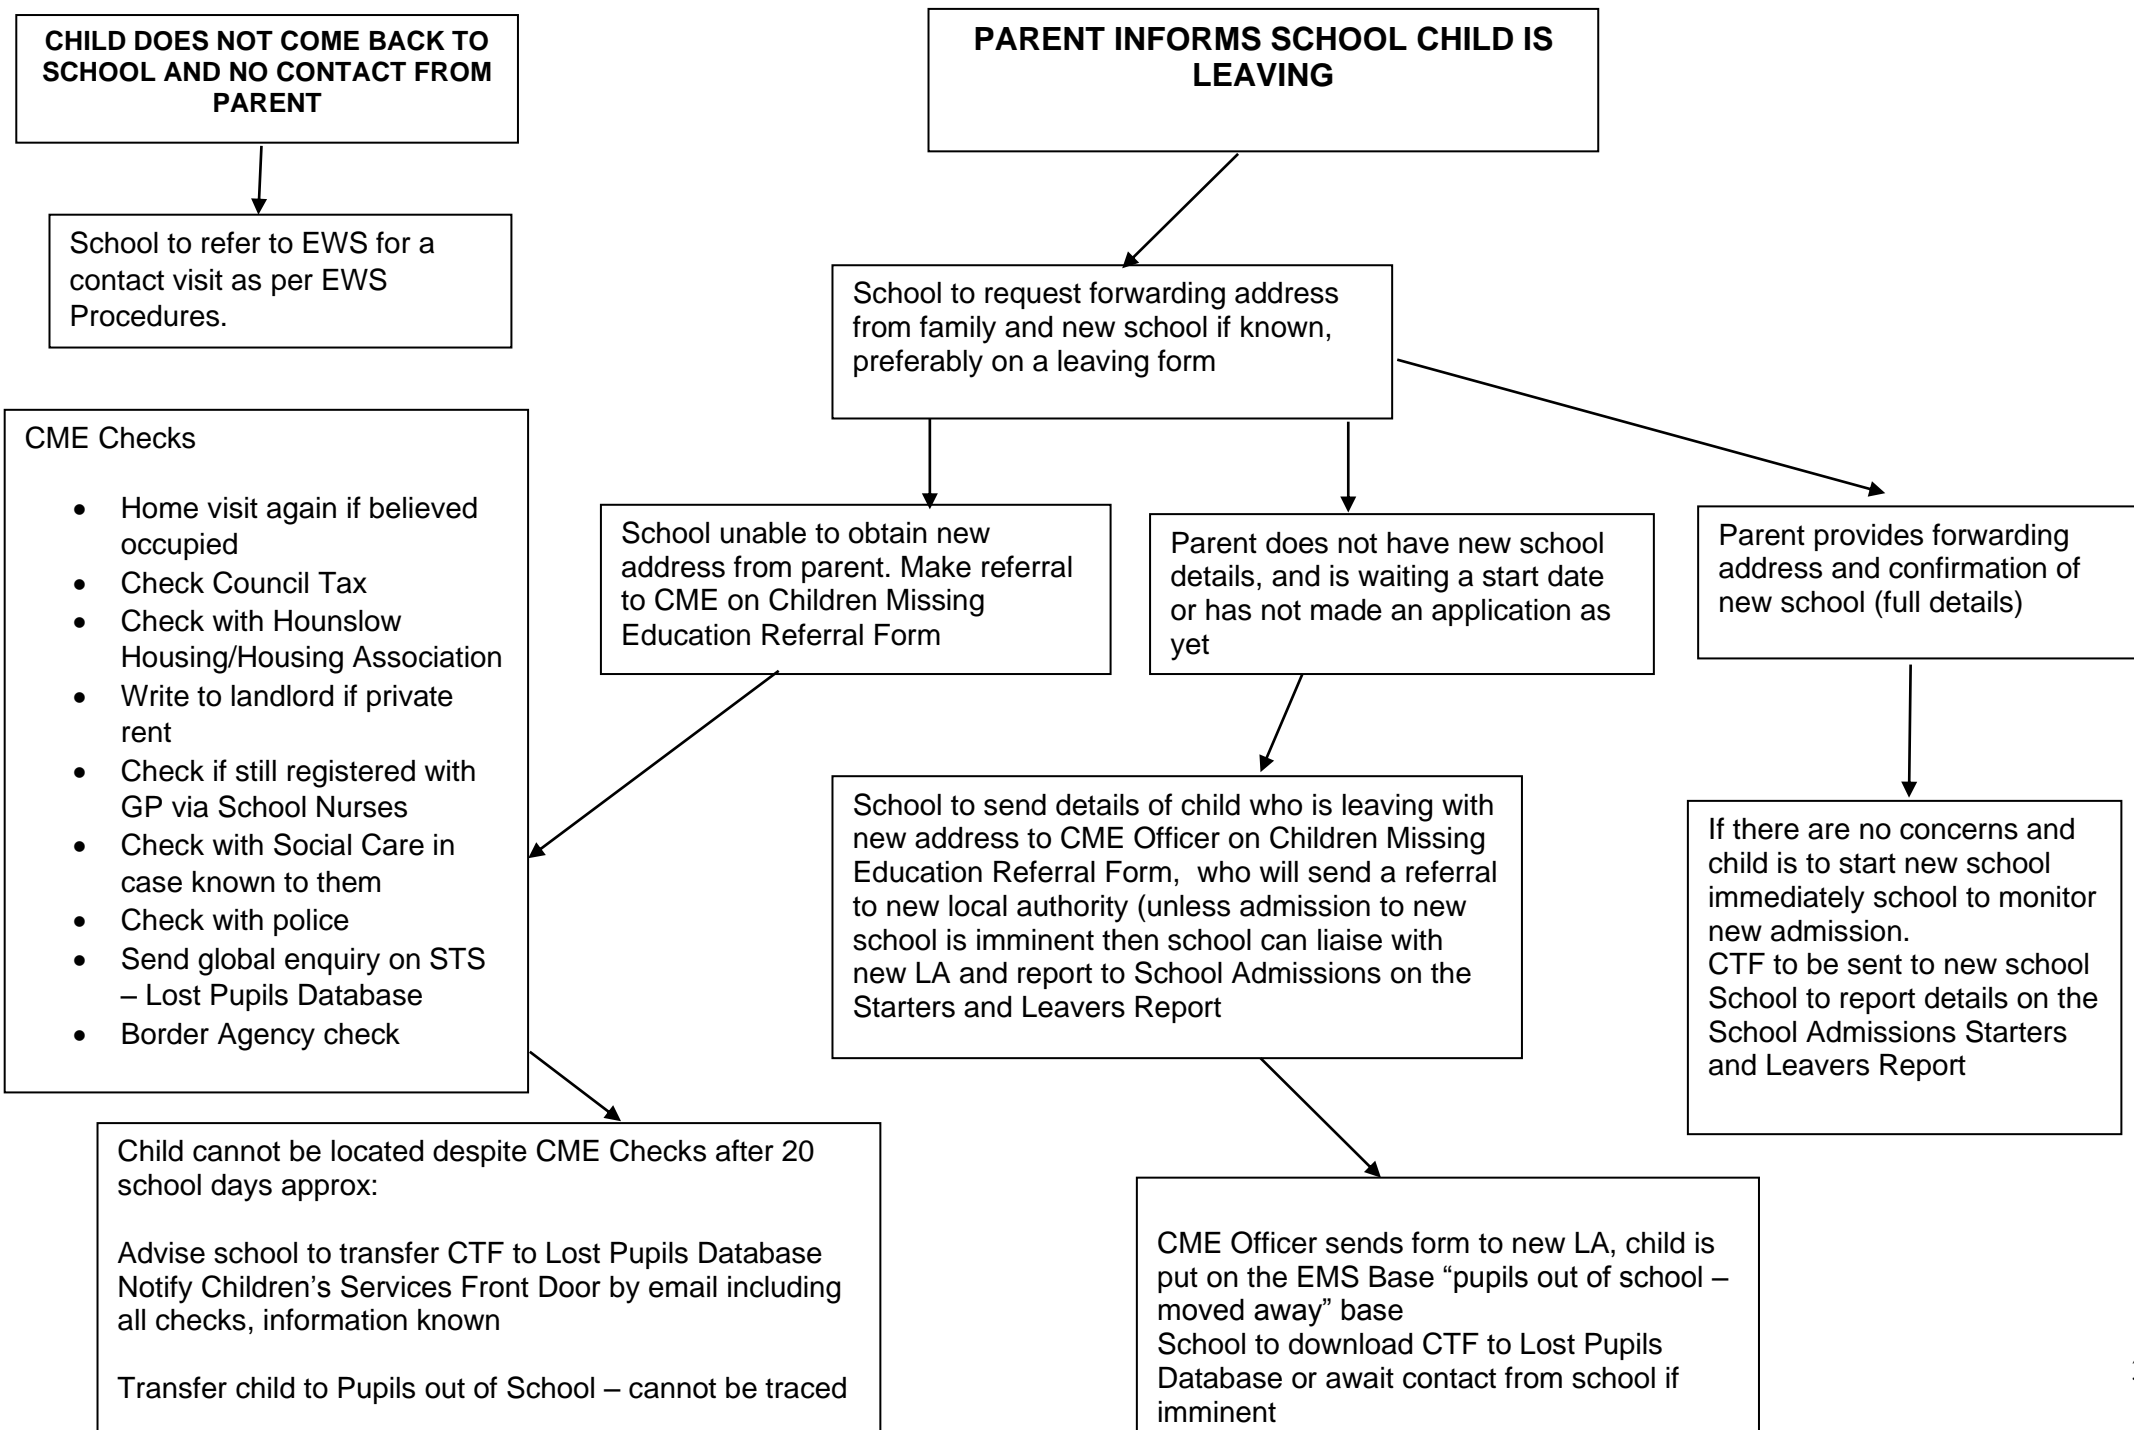 CHILD DOES NOT COME BACK TO
SCHOOL AND NO CONTACT FROM
PARENT
PARENT INFORMS SCHOOL CHILD IS
LEAVING
School to refer to EWS for a
contact visit as per EWS
Procedures.
School to request forwarding address
from family and new school if known,
preferably on a leaving form
CME Checks
• Home visit again if believed
occupied
• Check Council Tax
• Check with Hounslow
Housing/Housing Association
• Write to landlord if private
rent
• Check if still registered with
GP via School Nurses
• Check with Social Care in
case known to them
• Check with police
• Send global enquiry on STS
– Lost Pupils Database
• Border Agency check
School unable to obtain new
address from parent. Make referral
to CME on Children Missing
Education Referral Form
Parent does not have new school
details, and is waiting a start date
or has not made an application as
yet
Parent provides forwarding
address and confirmation of
new school (full details)
School to send details of child who is leaving with
new address to CME Officer on Children Missing
Education Referral Form,  who will send a referral
to new local authority (unless admission to new
school is imminent then school can liaise with
new LA and report to School Admissions on the
Starters and Leavers Report
If there are no concerns and
child is to start new school
immediately school to monitor
new admission.
CTF to be sent to new school
School to report details on the
School Admissions Starters
and Leavers Report
Child cannot be located despite CME Checks after 20
school days approx:
Advise school to transfer CTF to Lost Pupils Database
Notify Children’s Services Front Door by email including
all checks, information known
Transfer child to Pupils out of School – cannot be traced
CME Officer sends form to new LA, child is
put on the EMS Base “pupils out of school –
moved away” base
School to download CTF to Lost Pupils
Database or await contact from school if
imminent